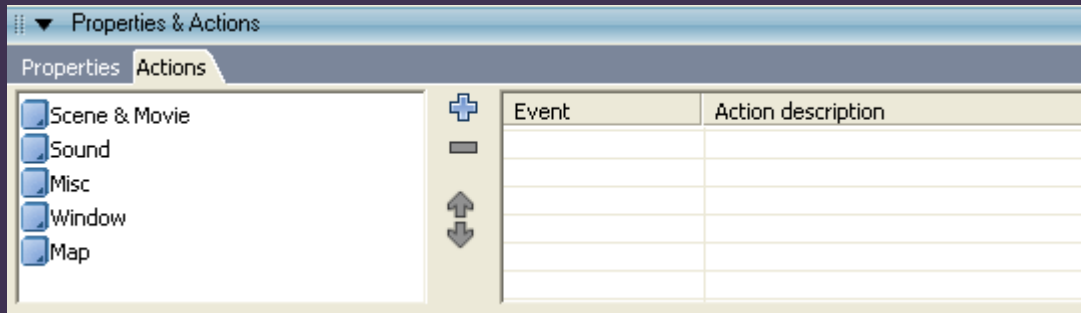 Properties & Actions
Properties Actions
Scene & Movie
Sound
Misc
Window
Map
Event Action description